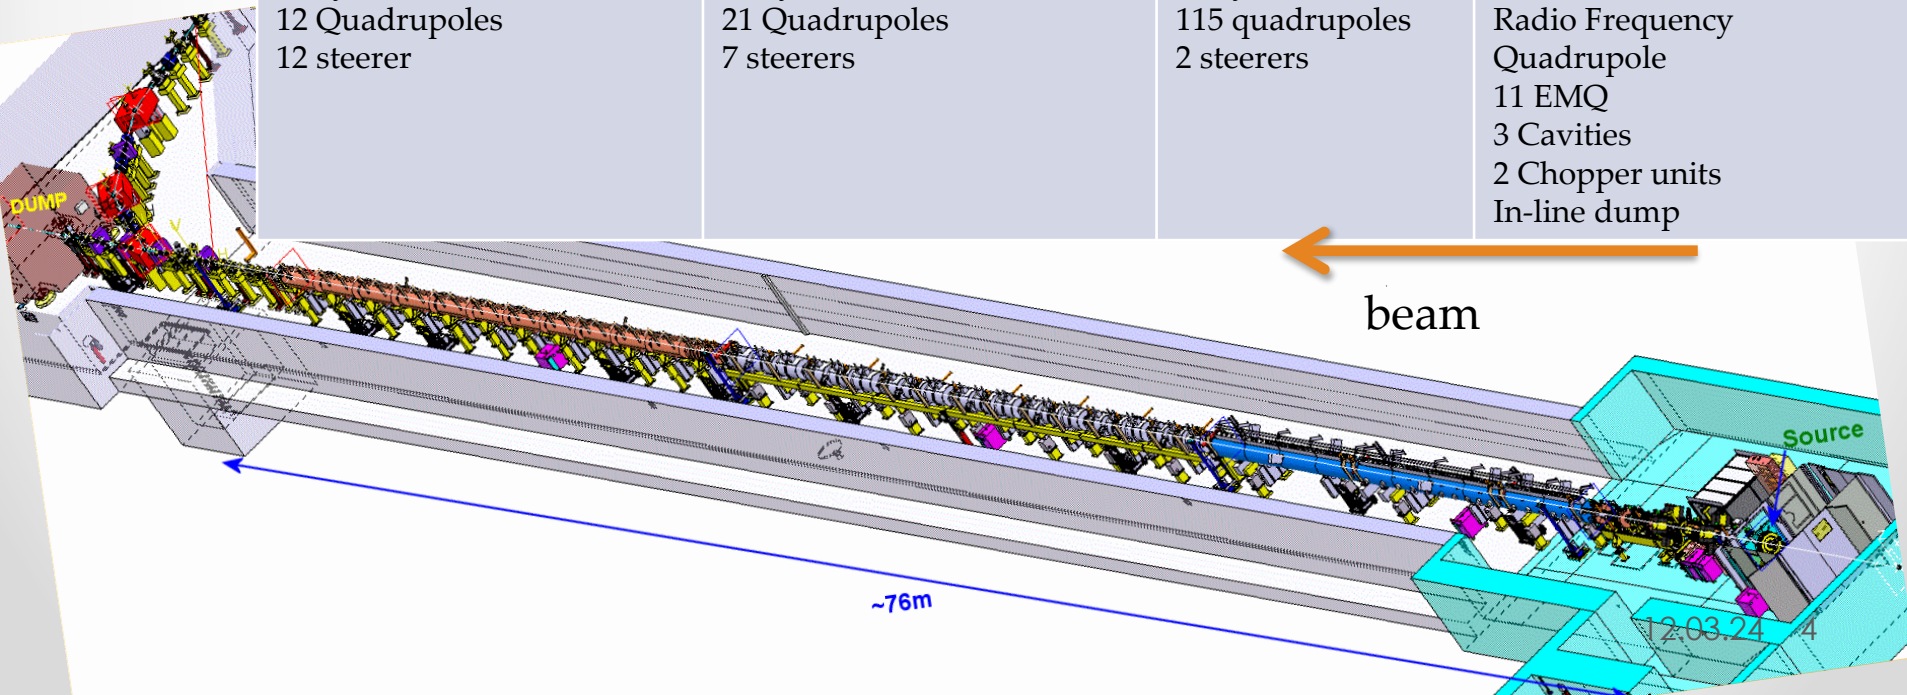 12 Quadrupoles
12 steerer
21 Quadrupoles
7 steerers
115 quadrupoles
2 steerers
Radio Frequency
Quadrupole
11 EMQ
3 Cavities
2 Chopper units
In-line dump
DUMP
beam
Source
~76m
12.03.24 4